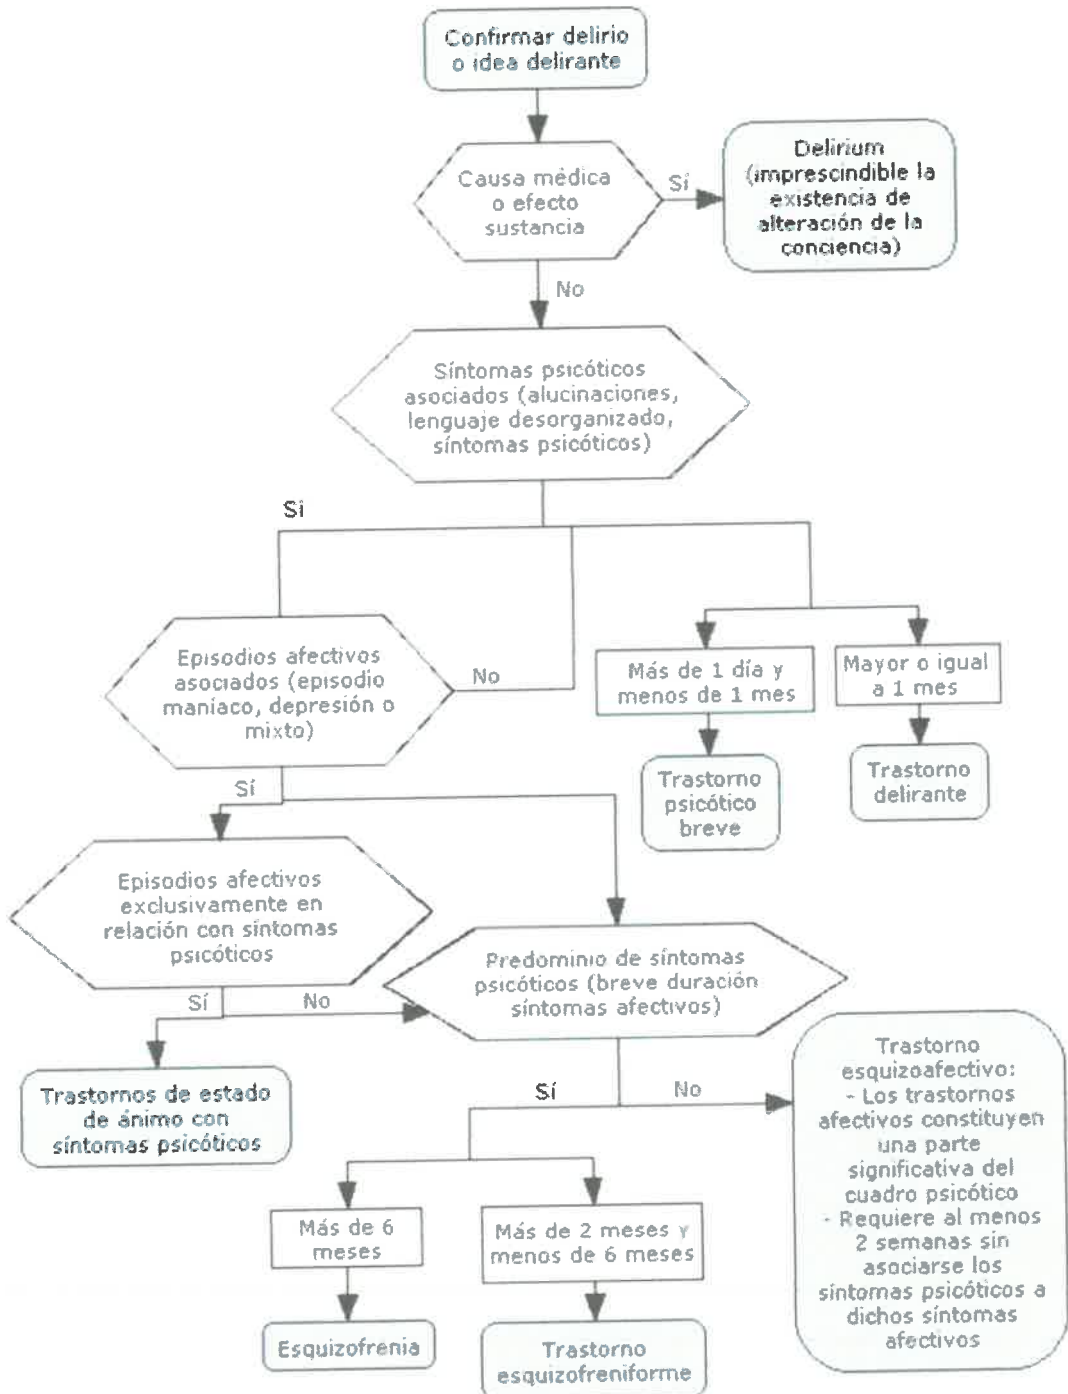 Confirmar delirio
o idea delirante
Causa médica
o efecto
sustancia
Sí
Delirium
(imprescindible la
existencia de
alteración de la
conciencia)
No
Síntomas psicóticos
asociados (alucinaciones,
lenguaje desorganizado,
síntomas psicóticos)
Sí
Episodios afectivos
asociados (episodio
maníaco, depresión o
mixto)
No
Más de 1 día y
menos de 1 mes
Mayor o igual
a 1 mes
Trastorno
psicótico
breve
Trastorno
delirante
Sí
Episodios afectivos
exclusivamente en
relación con síntomas
psicóticos
Predominio de síntomas
psicóticos (breve duración
síntomas afectivos)
Sí
No
Trastornos de estado
de ánimo con
síntomas psicóticos
Sí
No
Trastorno
esquizoafectivo:
- Los trastornos
afectivos constituyen
una parte
significativa del
cuadro psicótico
- Requiere al menos
2 semanas sin
asociarse los
síntomas psicóticos a
dichos síntomas
afectivos
Más de 6
meses
Más de 2 meses y
menos de 6 meses
Esquizofrenia
Trastorno
esquizofreniforme